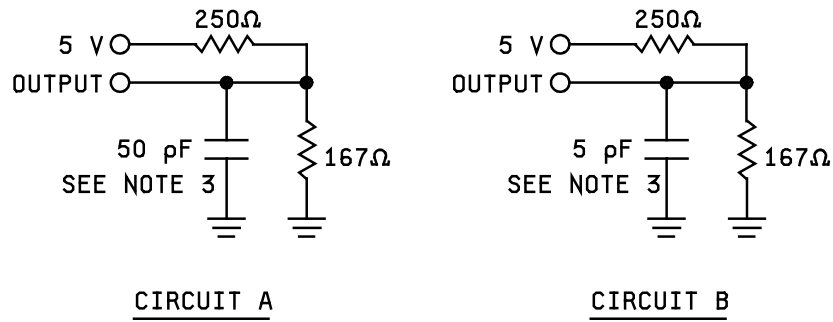 250Ω
5 V
OUTPUT
50 pF
SEE NOTE 3
167Ω
CIRCUIT A
250Ω
5 V
OUTPUT
5 pF
SEE NOTE 3
167Ω
CIRCUIT B